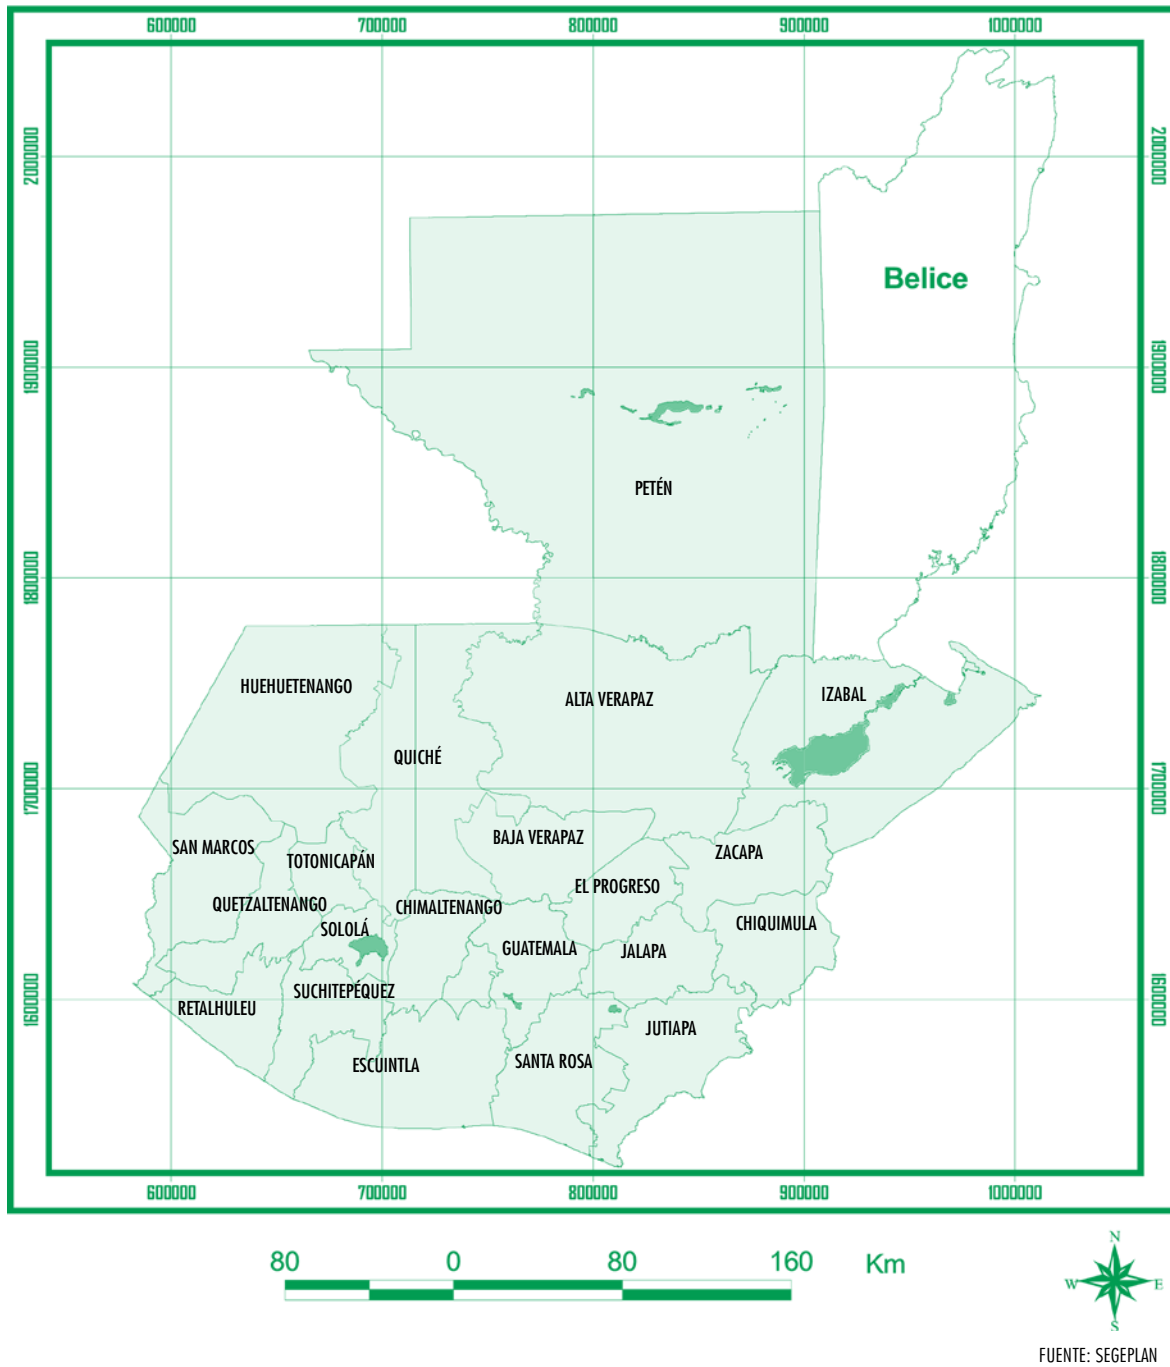 600000 700000 800000 900000 1000000
2000000 2000000
Belice
1900000 1900000
PETÉN
1800000 1800000
HUEHUETENANGO
ALTA VERAPAZ
IZABAL
QUICHÉ
1700000 1700000
BAJA VERAPAZ
SAN MARCOS
ZACAPA
TOTONICAPÁN
EL PROGRESO
QUETZALTENANGO
CHIMALTENANGO
CHIQUIMULA
SOLOLÁ
GUATEMALA
JALAPA
SUCHITEPÉQUEZ
1600000 1600000
RETALHULEU
JUTIAPA
SANTA ROSA
ESCUINTLA
600000 700000 800000 900000 1000000
80 0 80 160 Km
N
W E
S
FUENTE: SEGEPLAN